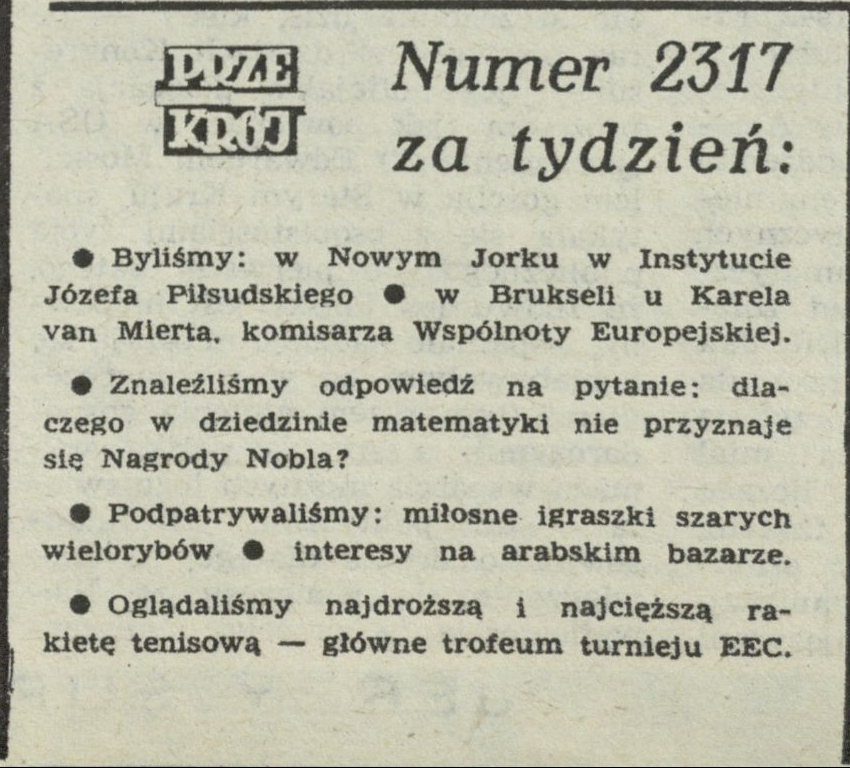 PRZE
KRÓJ
Numer 2317
za tydzień:
● Byliśmy: w Nowym Jorku w Instytucie
Józefa Piłsudskiego ● w Brukseli u Karela
van Mierta, komisarza Wspólnoty Europejskiej.
● Znaleźliśmy odpowiedź na pytanie: dla-
czego w dziedzinie matematyki nie przyznaje
się Nagrody Nobla?
● Podpatrywaliśmy: miłosne igraszki szarych
wielorybów ● interesy na arabskim bazarze.
● Oglądaliśmy najdroższą i najcięższą ra-
kietę tenisową — główne trofeum turnieju EEC.